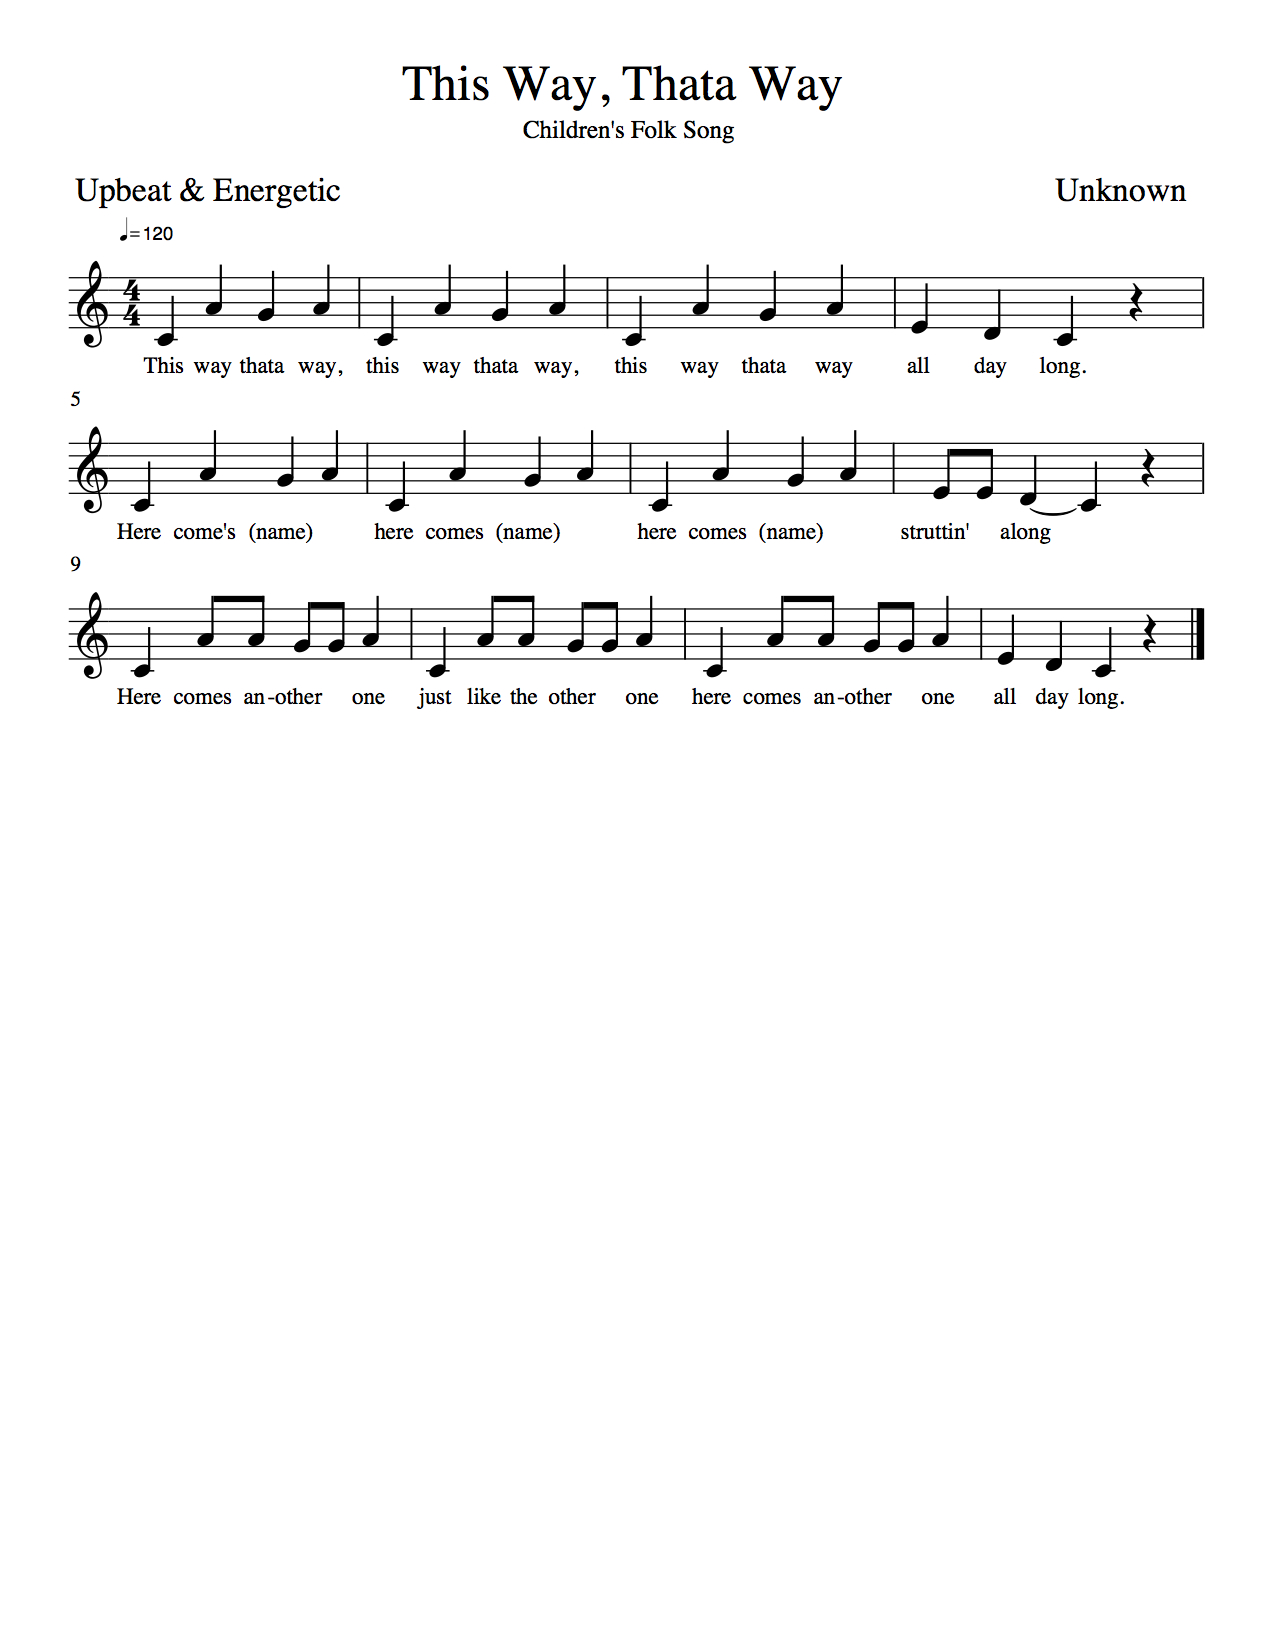 This Way, Thata Way
Children's Folk Song
Upbeat & Energetic Unknown
=120
4
4
This way thata way, this way thata way, this way thata way all day long.
5
Here come's (name) here comes (name) here comes (name) struttin' along
9
Here comes an-other one just like the other one here comes an-other one all day long.